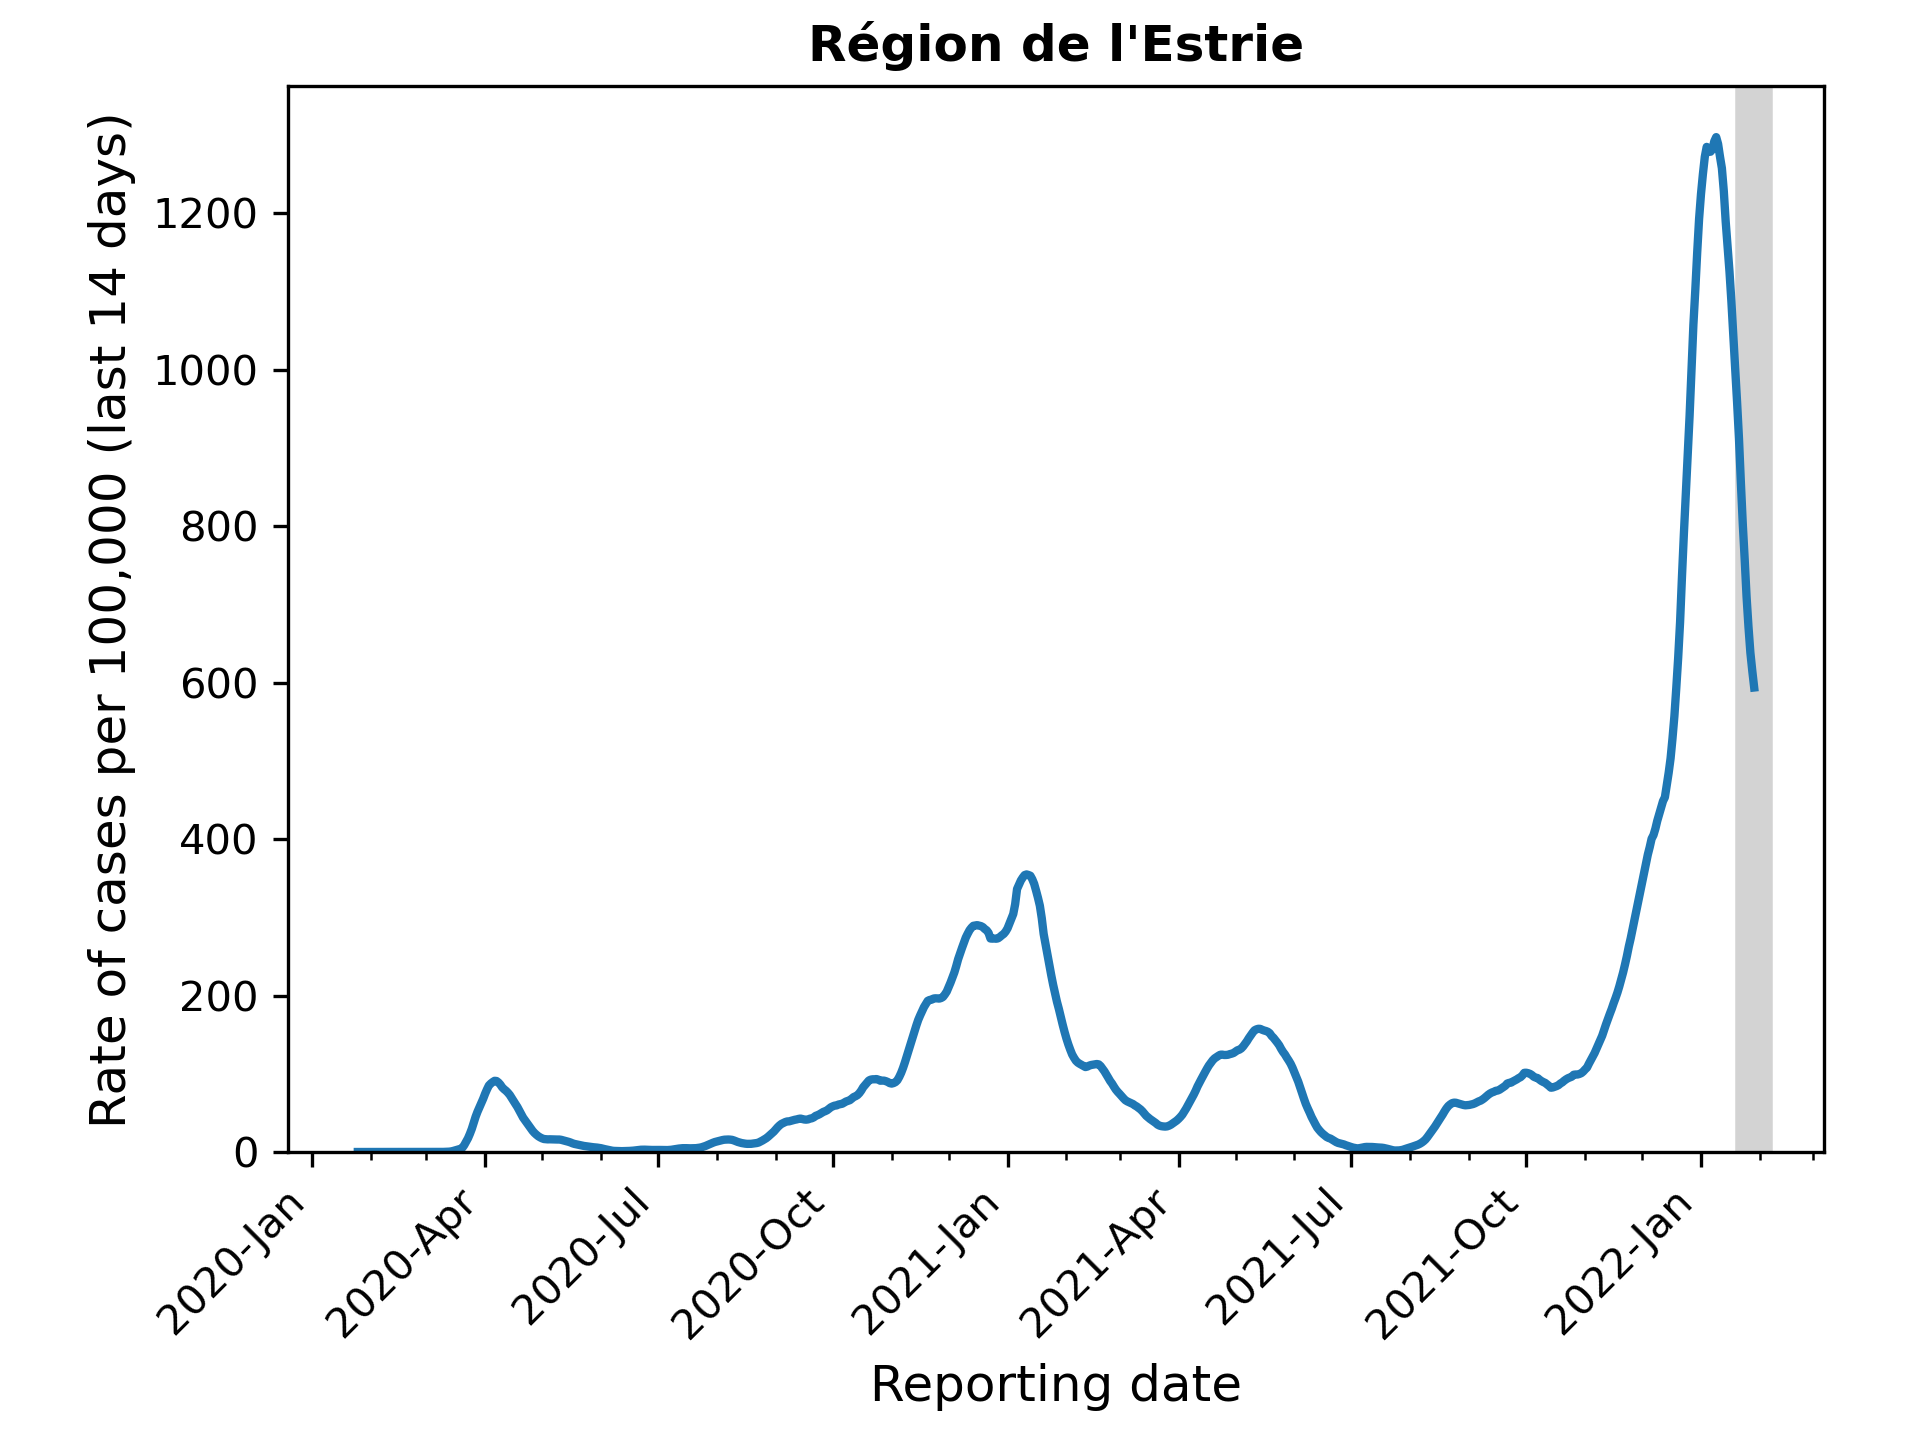 Région de l'Estrie
Rate of cases per 100,000 (last 14 days)
1200
1000
800
600
400
200
0
2020-Jan
2020-Apr
2020-Jul
2020-Oct
2021-Jan
2021-Apr
2021-Jul
2021-Oct
2022-Jan
Reporting date